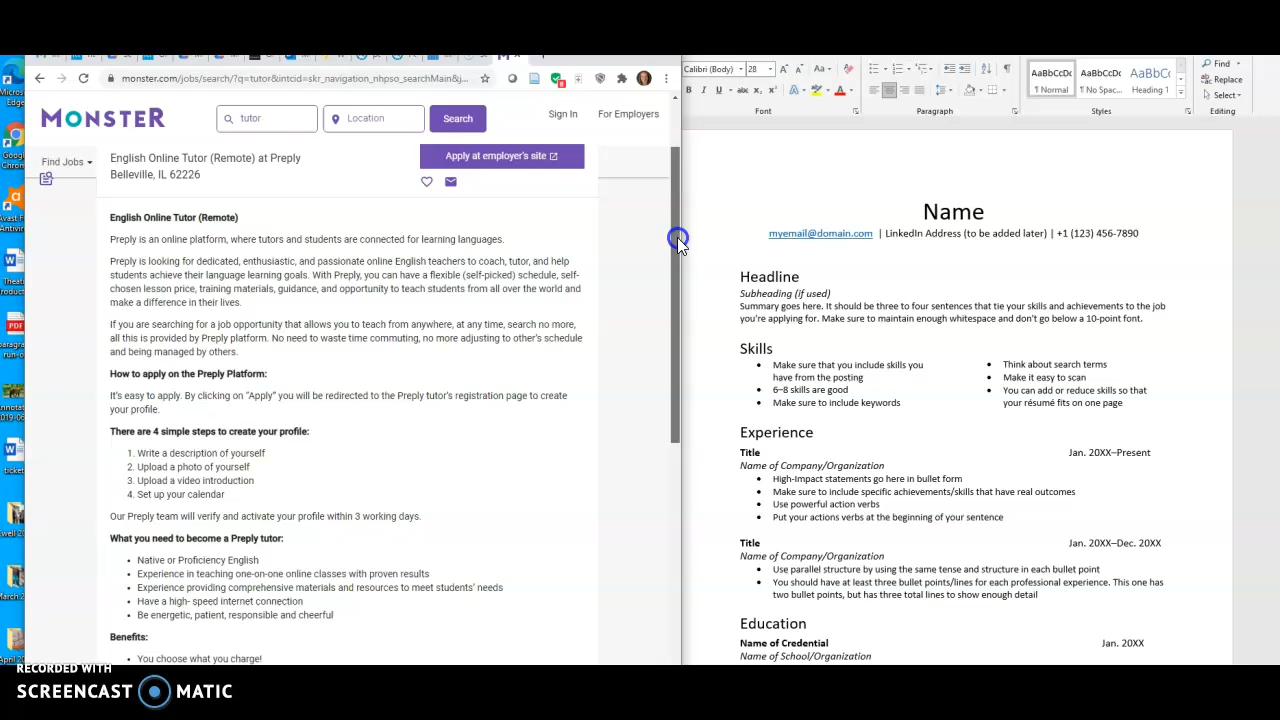 monster.com/jobs/search/?q=tutor&intcid=skr_navigation_nhpso_searchMain&j...
MONSTER
tutor
Location
Search
Sign In
For Employers
Find Jobs
English Online Tutor (Remote) at Preply
Belleville, IL 62226
Apply at employer's site
English Online Tutor (Remote)
Preply is an online platform, where tutors and students are connected for learning languages.
Preply is looking for dedicated, enthusiastic, and passionate online English teachers to coach, tutor, and help
students achieve their language learning goals. With Preply, you can have a flexible (self-picked) schedule, self-
chosen lesson price, training materials, guidance, and opportunity to teach students from all over the world and
make a difference in their lives.
If you are searching for a job opportunity that allows you to teach from anywhere, at any time, search no more,
all this is provided by Preply platform. No need to waste time commuting, no more adjusting to other's schedule
and being managed by others.
How to apply on the Preply Platform:
It's easy to apply. By clicking on "Apply" you will be redirected to the Preply tutor's registration page to create
your profile.
There are 4 simple steps to create your profile:
1. Write a description of yourself
2. Upload a photo of yourself
3. Upload a video introduction
4. Set up your calendar
Our Preply team will verify and activate your profile within 3 working days.
What you need to become a Preply tutor:
• Native or Proficiency English
• Experience in teaching one-on-one online classes with proven results
• Experience providing comprehensive materials and resources to meet students' needs
• Have a high- speed internet connection
• Be energetic, patient, responsible and cheerful
Benefits:
• You choose what you charge!
Calibri (Body) 28
Font
Paragraph
AaBbCcDc AaBbCcDc AaBbCc
¶ Normal ¶ No Spac... Heading 1
Styles
Find
Replace
Select
Editing
Name
myemail@domain.com | LinkedIn Address (to be added later) | +1 (123) 456-7890
Headline
Subheading (if used)
Summary goes here. It should be three to four sentences that tie your skills and achievements to the job
you're applying for. Make sure to maintain enough whitespace and don't go below a 10-point font.
Skills
• Make sure that you include skills you
have from the posting
• 6–8 skills are good
• Make sure to include keywords
• Think about search terms
• Make it easy to scan
• You can add or reduce skills so that
your résumé fits on one page
Experience
Title Jan. 20XX–Present
Name of Company/Organization
• High-Impact statements go here in bullet form
• Make sure to include specific achievements/skills that have real outcomes
• Use powerful action verbs
• Put your actions verbs at the beginning of your sentence
Title Jan. 20XX–Dec. 20XX
Name of Company/Organization
• Use parallel structure by using the same tense and structure in each bullet point
• You should have at least three bullet points/lines for each professional experience. This one has
two bullet points, but has three total lines to show enough detail
Education
Name of Credential Jan. 20XX
Name of School/Organization
RECORDED WITH
SCREENCAST MATIC